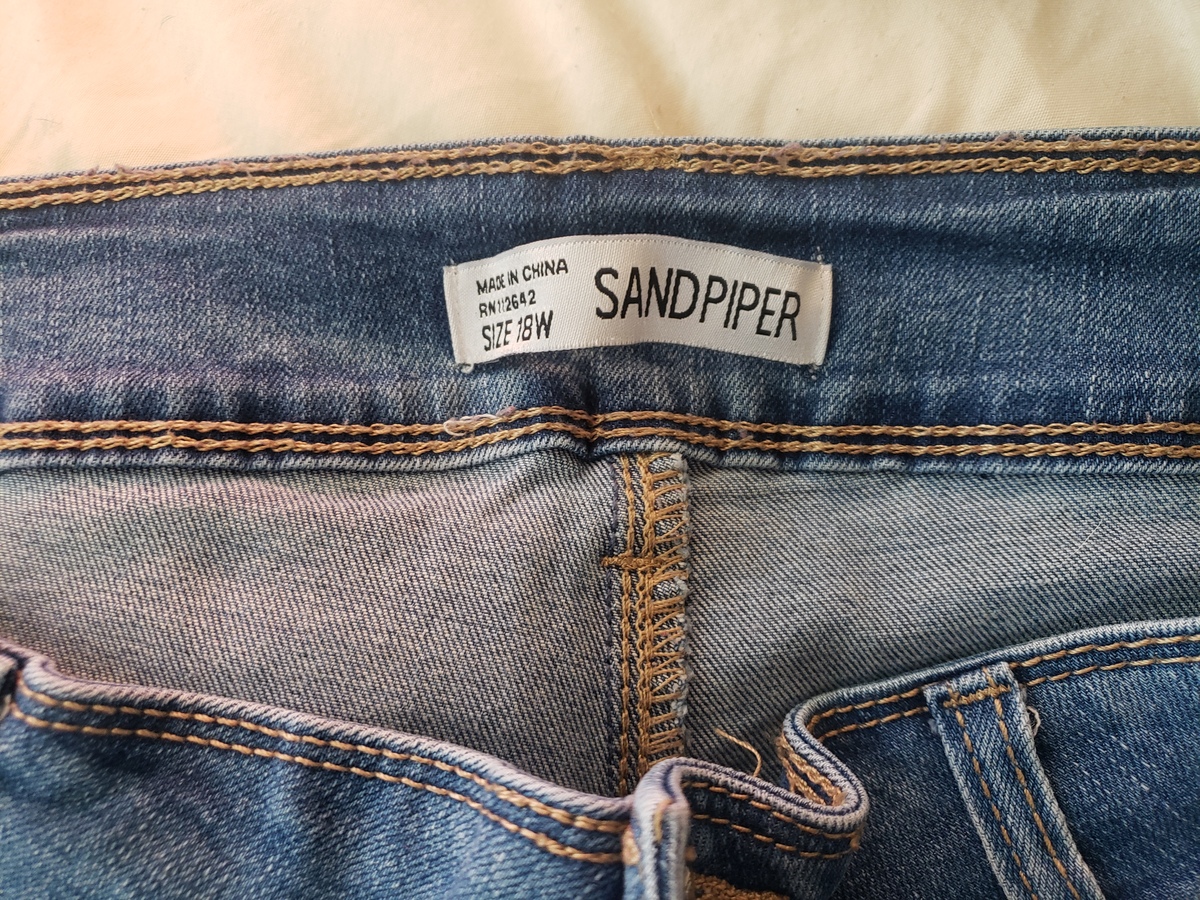 MADE IN CHINA
RN112642
SIZE 18W
SANDPIPER